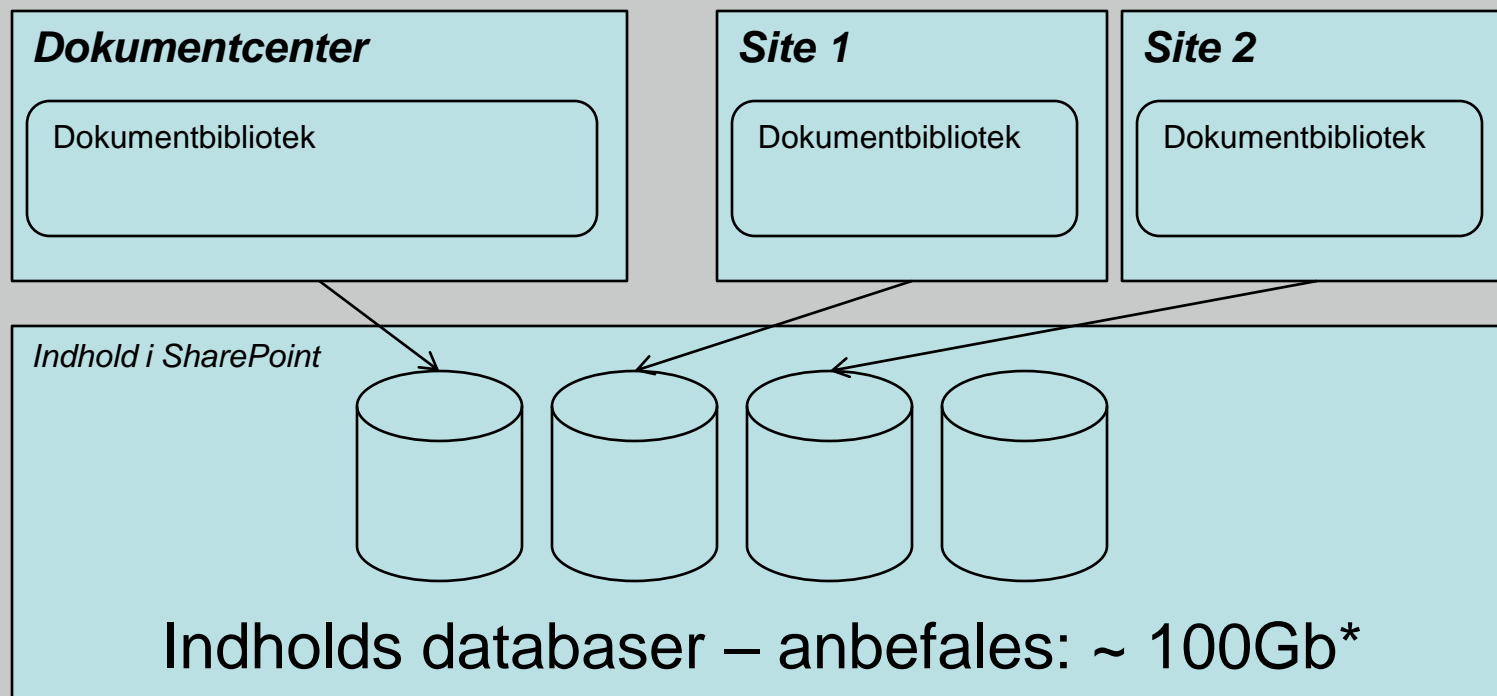 Dokumentcenter
Dokumentbibliotek
Site 1
Dokumentbibliotek
Site 2
Dokumentbibliotek
Indhold i SharePoint
Indholds databaser – anbefales: ~ 100Gb*